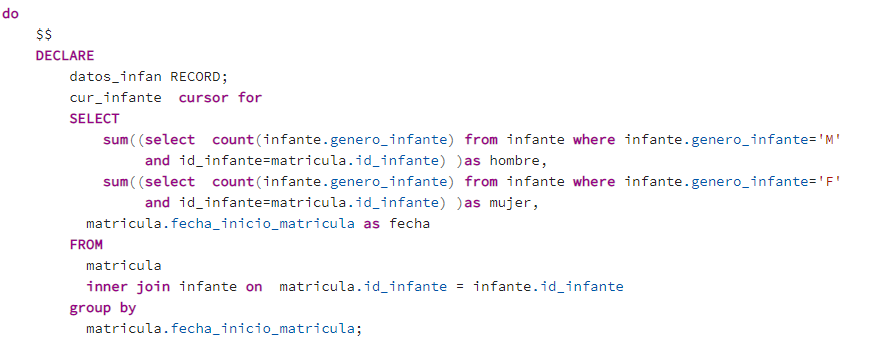 do
$$
DECLARE
datos_infan RECORD;
cur_infante  cursor for
SELECT
sum((select  count(infante.genero_infante) from infante where infante.genero_infante='M'
and id_infante=matricula.id_infante) )as hombre,
sum((select  count(infante.genero_infante) from infante where infante.genero_infante='F'
and id_infante=matricula.id_infante) )as mujer,
matricula.fecha_inicio_matricula as fecha
FROM
matricula
inner join infante on  matricula.id_infante = infante.id_infante
group by
matricula.fecha_inicio_matricula;